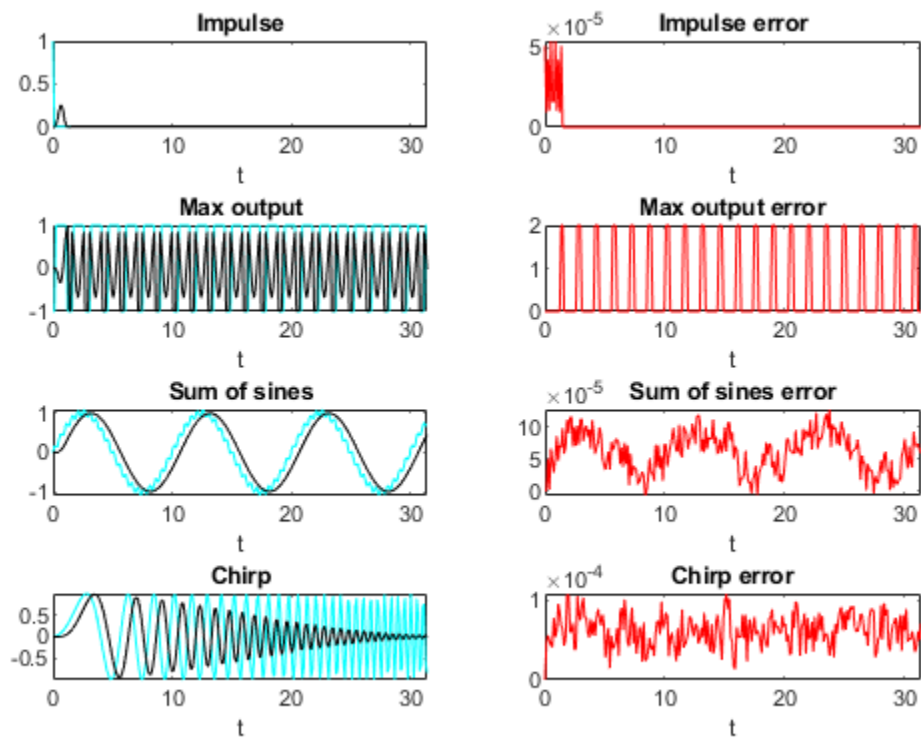 Impulse
1
0.5
0
0 10 20 30
t
×10-5
Impulse error
5
0
0 10 20 30
t
Max output
1
0
-1
0 10 20 30
t
Max output error
2
1
0
0 10 20 30
t
Sum of sines
1
0
-1
0 10 20 30
t
×10-5
Sum of sines error
10
5
0
0 10 20 30
t
Chirp
0.5
0
-0.5
0 10 20 30
t
×10-4
Chirp error
1
0
0 10 20 30
t